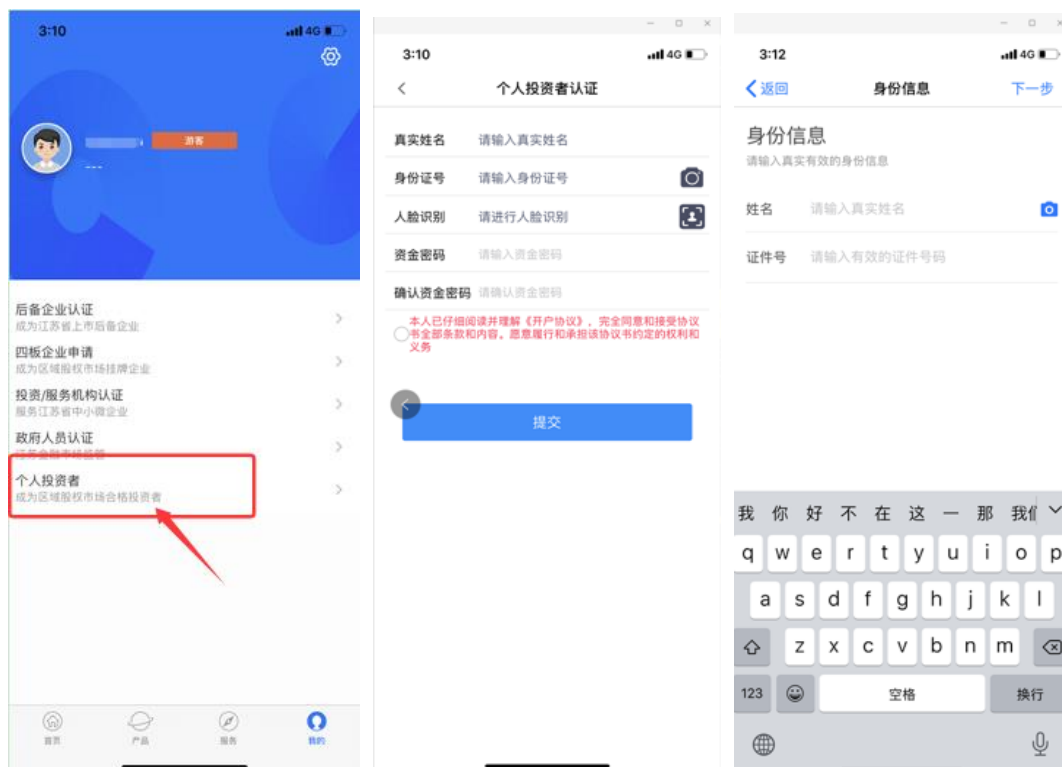 3:10
4G
游客
---
后备企业认证
成为江苏省上市后备企业
四板企业申请
成为区域股权市场挂牌企业
投资/服务机构认证
服务江苏省中小微企业
政府人员认证
江苏金融市场监管
个人投资者
成为区域股权市场合格投资者
首页
产品
服务
我的
3:10
4G
个人投资者认证
真实姓名 请输入真实姓名
身份证号 请输入身份证号
人脸识别 请进行人脸识别
资金密码 请输入资金密码
确认资金密码 请确认资金密码
本人已仔细阅读并理解《开户协议》，完全同意和接受协议
书全部条款和内容。愿意履行和承担该协议书约定的权利和
义务
提交
3:12
4G
返回
身份信息
下一步
身份信息
请输入真实有效的身份信息
姓名 请输入真实姓名
证件号 请输入有效的证件号码
我 你 好 不 在 这 一 那 我们
q w e r t y u i o p
a s d f g h j k l
z x c v b n m
123 空格 换行